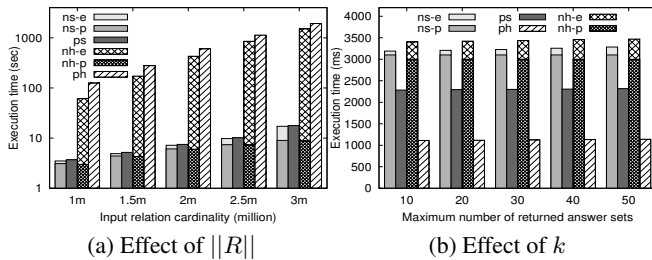 Execution time (sec)
1000
100
10
1
ns-e
ns-p
ps
nh-e
nh-p
ph
1m 1.5m 2m 2.5m 3m
Input relation cardinality (million)
(a) Effect of ||R||
Execution time (ms)
4000
3500
3000
2500
2000
1500
1000
500
0
ns-e ps nh-e
ns-p ph nh-p
10 20 30 40 50
Maximum number of returned answer sets
(b) Effect of k